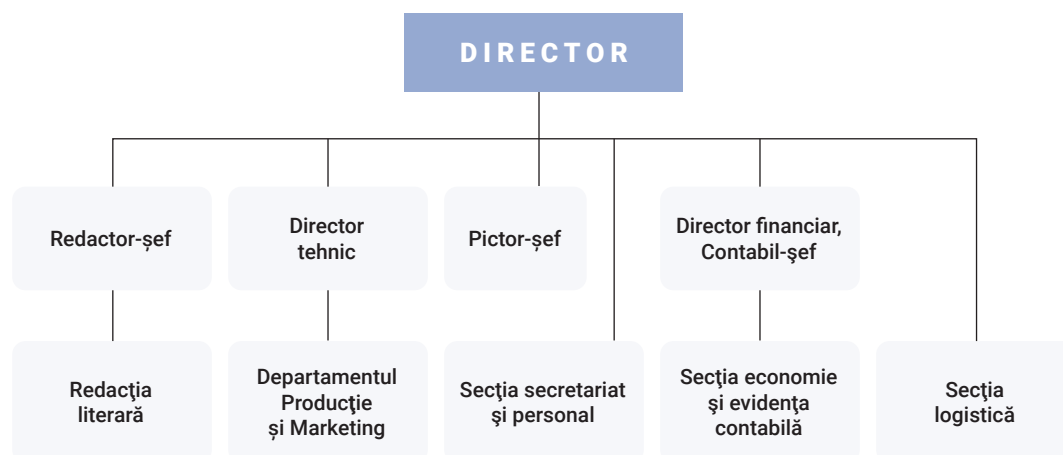 DIRECTOR
Redactor-șef
Director
tehnic
Pictor-șef
Director financiar,
Contabil-şef
Redacţia
literară
Departamentul
Producţie
și Marketing
Secţia secretariat
şi personal
Secţia economie
şi evidenţa
contabilă
Secţia
logistică